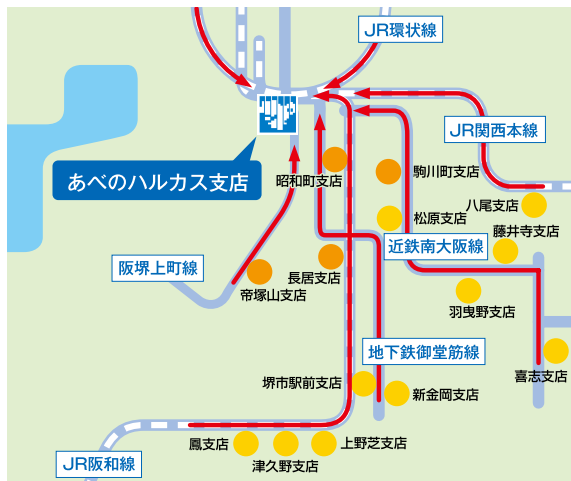 JR環状線
JR関西本線
あべのハルカス支店
昭和町支店
駒川町支店
八尾支店
松原支店
藤井寺支店
近鉄南大阪線
阪堺上町線
長居支店
帝塚山支店
羽曳野支店
地下鉄御堂筋線
喜志支店
堺市駅前支店
新金岡支店
鳳支店
上野芝支店
津久野支店
JR阪和線